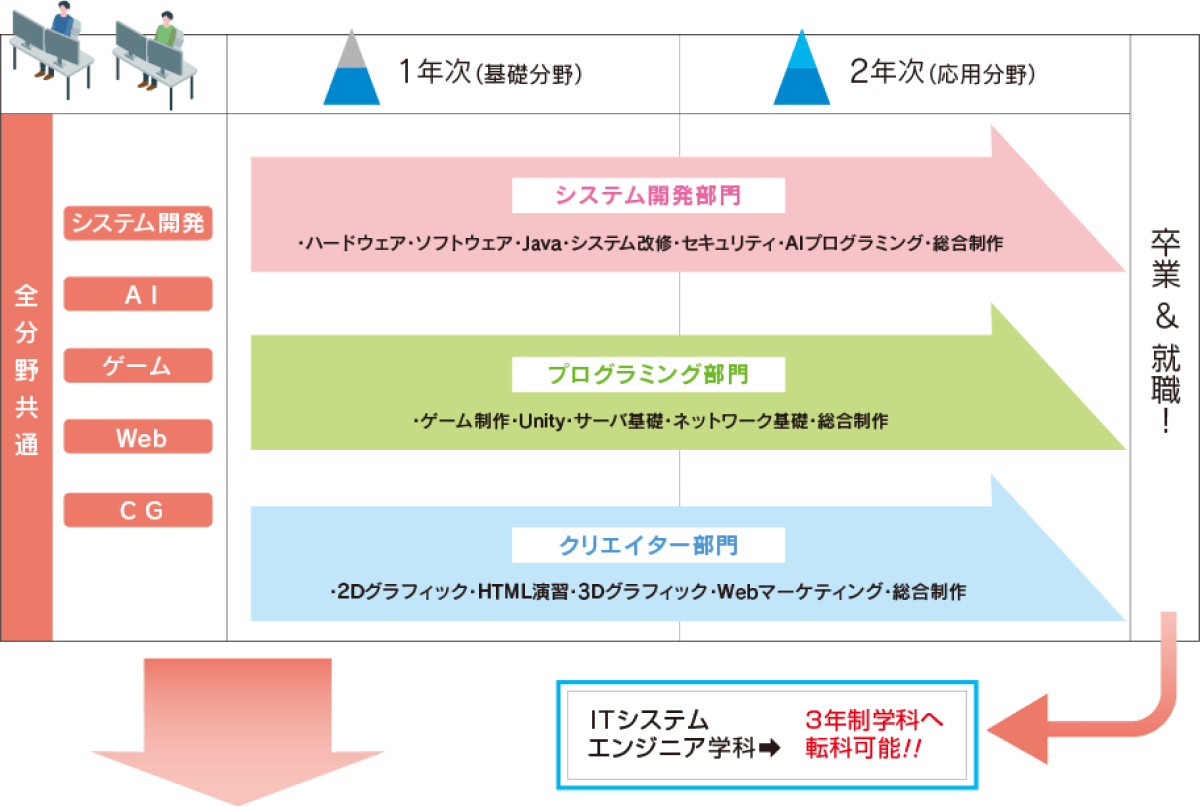 1年次(基礎分野)
2年次(応用分野)
全分野共通
システム開発
AI
ゲーム
Web
CG
システム開発部門
・ハードウェア・ソフトウェア・Java・システム改修・セキュリティ・AIプログラミング・総合制作
プログラミング部門
・ゲーム制作・Unity・サーバ基礎・ネットワーク基礎・総合制作
クリエイター部門
・2Dグラフィック・HTML演習・3Dグラフィック・Webマーケティング・総合制作
卒業&就職!
ITシステム
エンジニア学科➡
3年制学科へ
転科可能!!